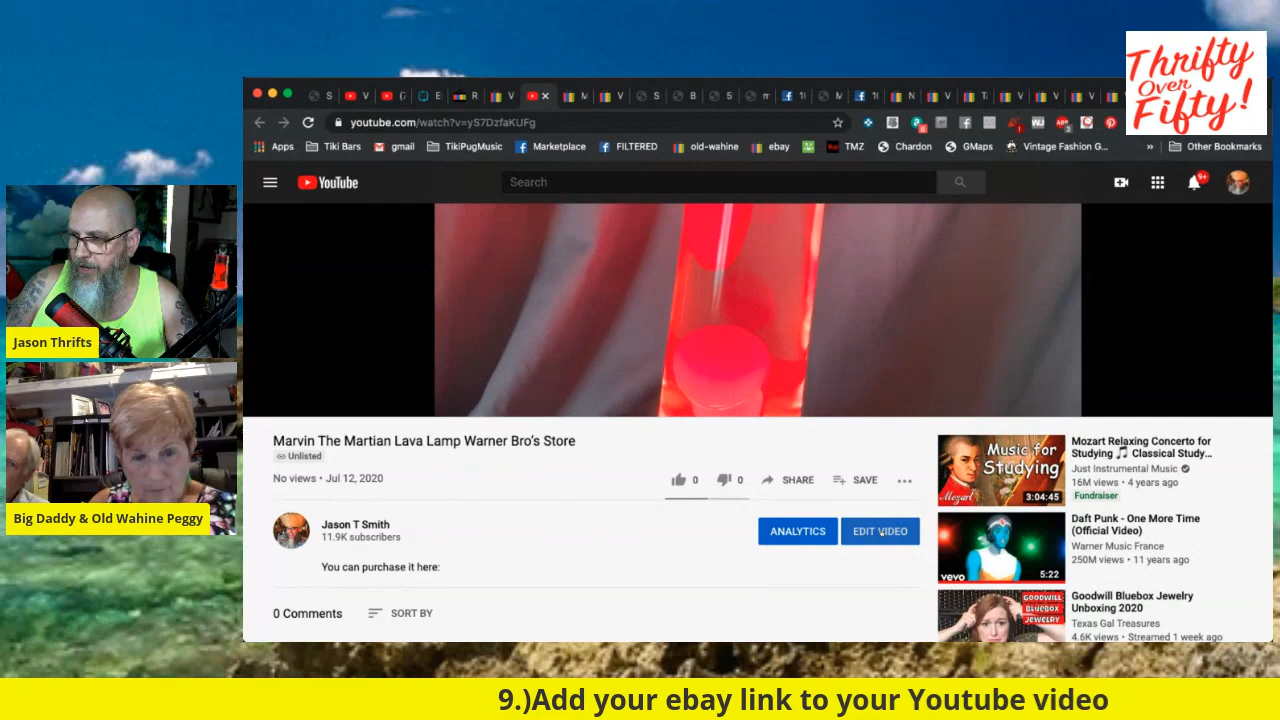 Thrifty
Over
Fifty!
youtube.com/watch?v=yS7DzfaKUFg
Apps
Tiki Bars
gmail
TikiPugMusic
Marketplace
FILTERED
old-wahine
ebay
TMZ
Chardon
GMaps
Vintage Fashion G...
»
Other Bookmarks
YouTube
Search
9+
Jason Thrifts
Big Daddy & Old Wahine Peggy
Marvin The Martian Lava Lamp Warner Bro's Store
Unlisted
No views • Jul 12, 2020
0
0
SHARE
SAVE
Jason T Smith
11.9K subscribers
ANALYTICS
EDIT VIDEO
You can purchase it here:
0 Comments
SORT BY
Music for
Studying
Mozart
3:04:45
Mozart Relaxing Concerto for
Studying 🎵 Classical Study...
Just Instrumental Music
16M views • 4 years ago
Fundraiser
vevo
5:22
Daft Punk - One More Time
(Official Video)
Warner Music France
250M views • 11 years ago
GOODWILL
BLUEBOX
JEWELRY
Goodwill Bluebox Jewelry
Unboxing 2020
Texas Gal Treasures
4.6K views • Streamed 1 week ago
9.)Add your ebay link to your Youtube video